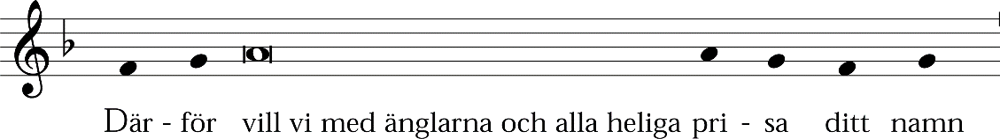 Där - för vill vi med änglarna och alla heliga pri - sa ditt namn